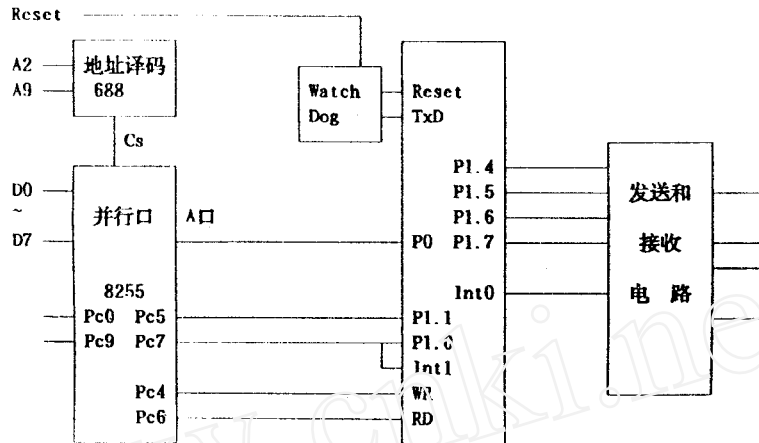 Reset
A2
A9
地址译码
688
Cs
Watch
Dog
Reset
TxD
P1.4
P1.5
P1.6
P0 P1.7
Int0
P1.1
P1.0
Int1
WR
RD
发送和
接收
电 路
D0
~
D7
并行口
A口
8255
Pc0 Pc5
Pc9 Pc7
Pc4
Pc6